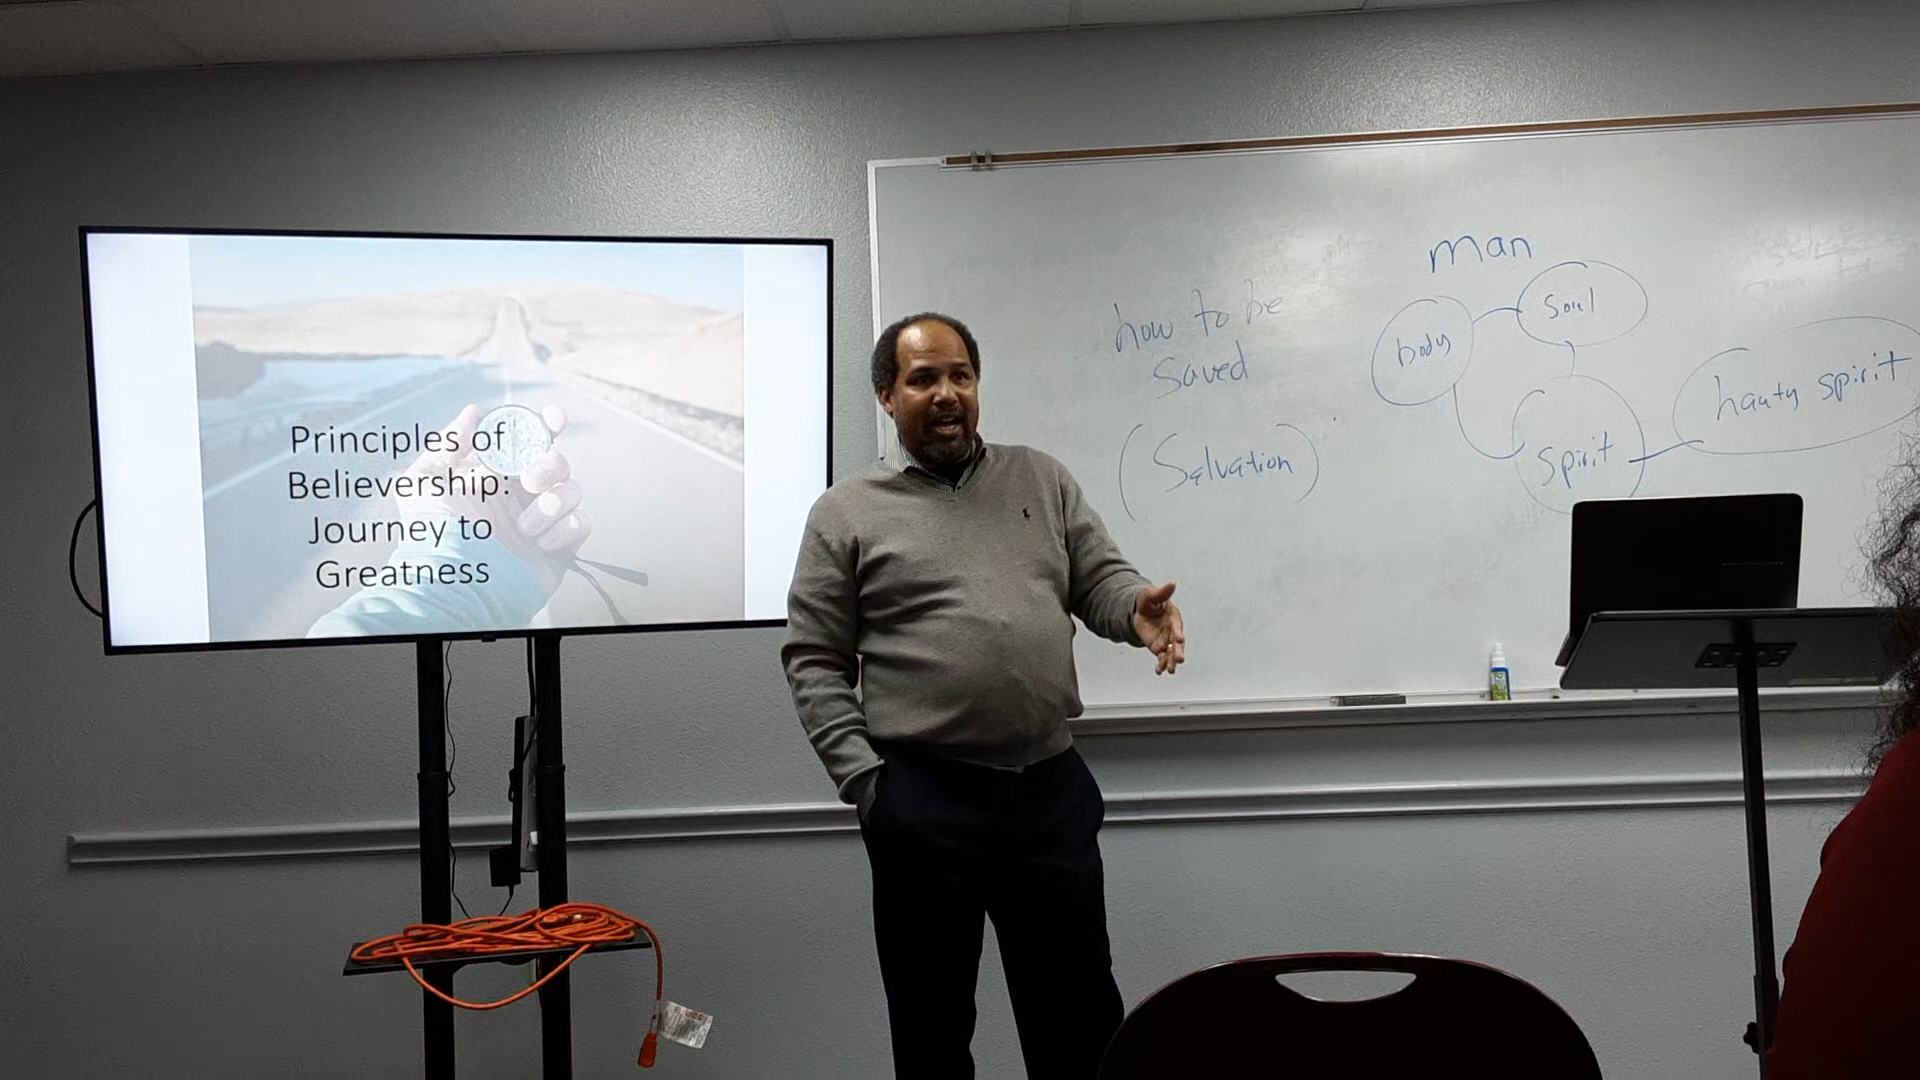 Principles of
Believership:
Journey to
Greatness
how to be
saved
(Salvation)
man
body
soul
spirit
hauty spirit